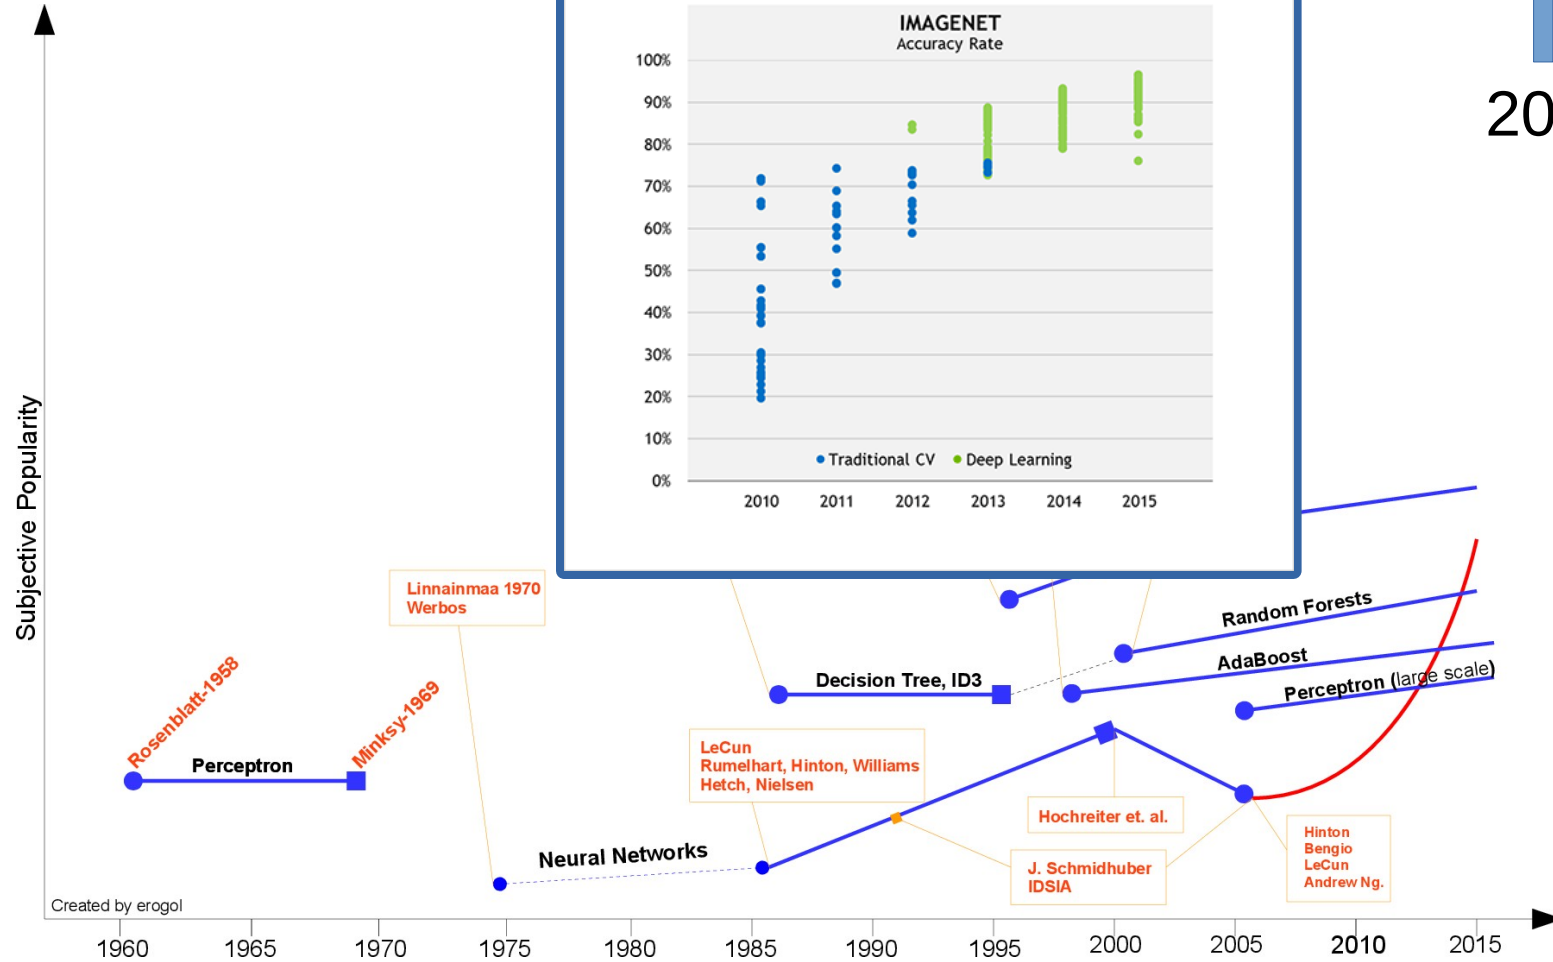 IMAGENET
Accuracy Rate
100%
90%
80%
70%
60%
50%
40%
30%
20%
10%
0%
Traditional CV
Deep Learning
2010
2011
2012
2013
2014
2015
20
Subjective Popularity
Linnainmaa 1970
Werbos
Rosenblatt-1958
Minksy-1969
Perceptron
Random Forests
AdaBoost
Decision Tree, ID3
Perceptron (large scale)
LeCun
Rumelhart, Hinton, Williams
Hetch, Nielsen
Neural Networks
Hochreiter et. al.
J. Schmidhuber
IDSIA
Hinton
Bengio
LeCun
Andrew Ng.
Created by erogol
1960
1965
1970
1975
1980
1985
1990
1995
2000
2005
2010
2015